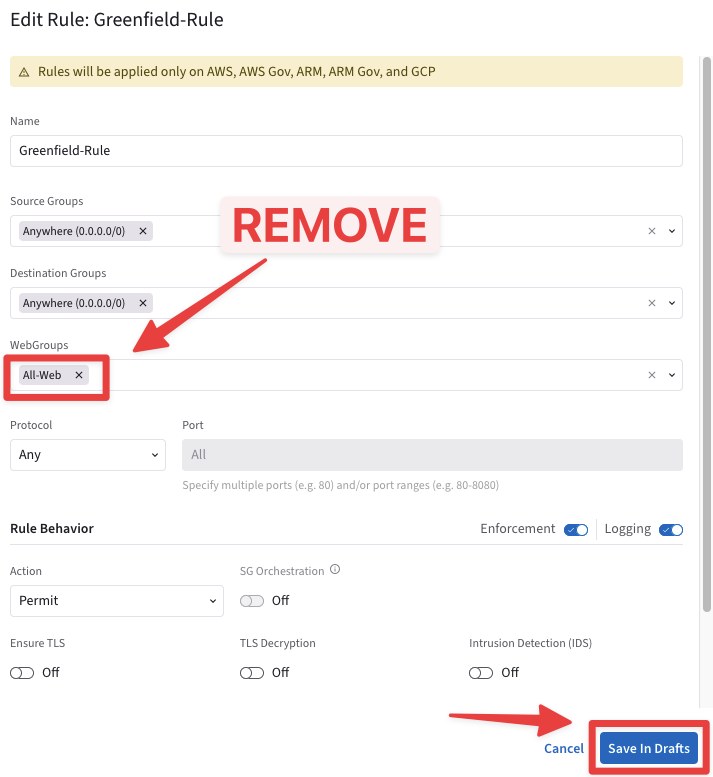 Edit Rule: Greenfield-Rule
Rules will be applied only on AWS, AWS Gov, ARM, ARM Gov, and GCP
Name
Greenfield-Rule
Source Groups
Anywhere (0.0.0.0/0)
REMOVE
Destination Groups
Anywhere (0.0.0.0/0)
WebGroups
All-Web
Protocol Port
Any All
Specify multiple ports (e.g. 80) and/or port ranges (e.g. 80-8080)
Rule Behavior Enforcement Logging
Action SG Orchestration
Permit Off
Ensure TLS TLS Decryption Intrusion Detection (IDS)
Off Off Off
Cancel Save In Drafts